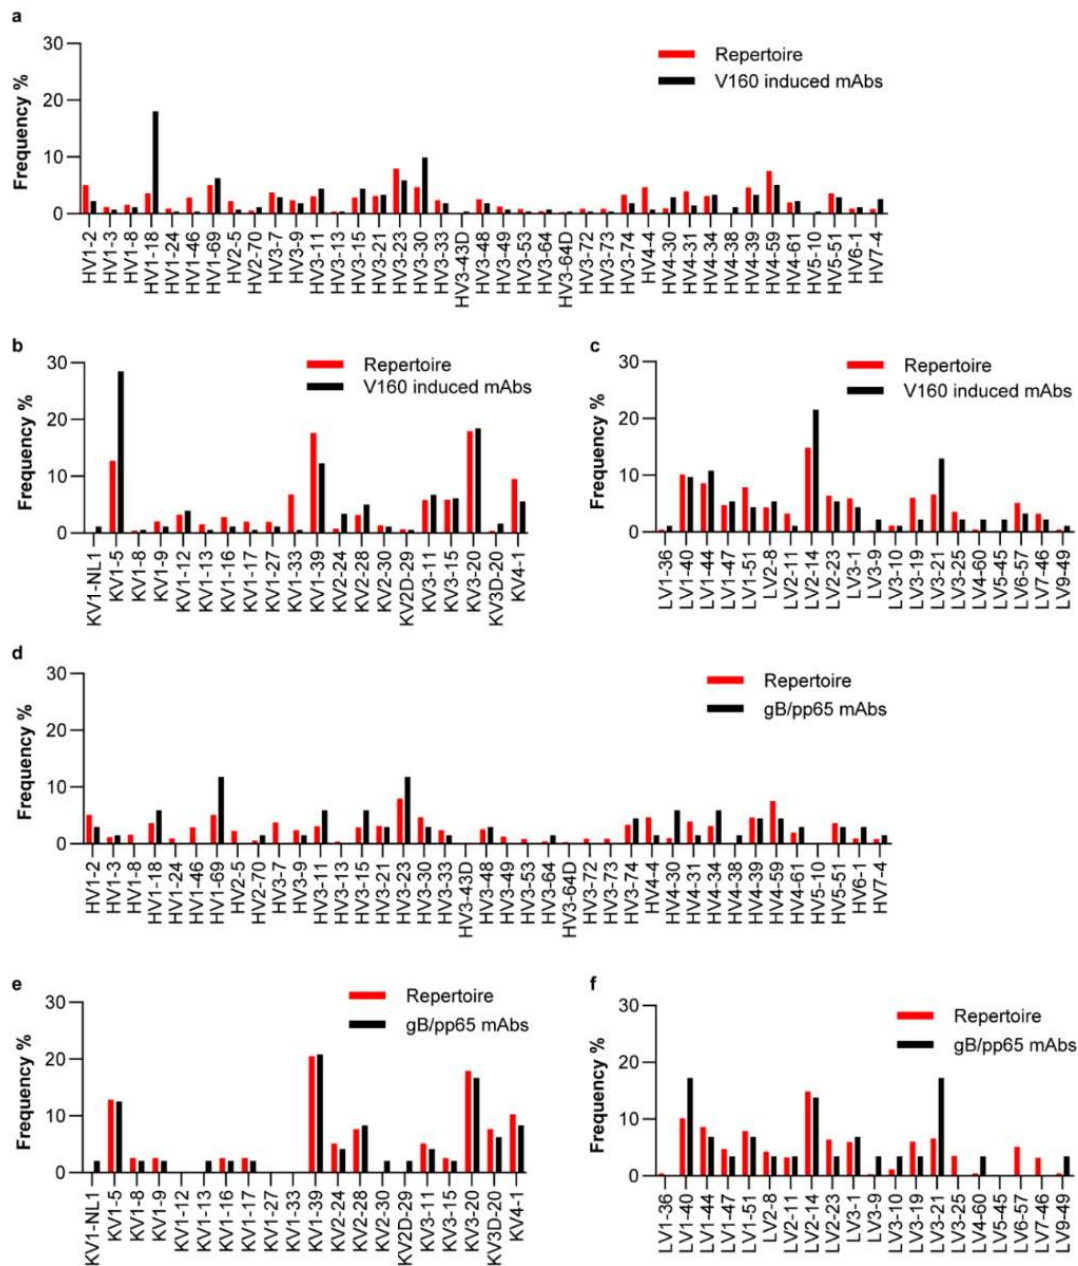 a
30
20
10
0
Frequency %
Repertoire
V160 induced mAbs
HV1-2
HV1-3
HV1-8
HV1-18
HV1-24
HV1-46
HV1-69
HV2-5
HV2-70
HV3-7
HV3-9
HV3-11
HV3-13
HV3-15
HV3-21
HV3-23
HV3-30
HV3-33
HV3-43D
HV3-48
HV3-49
HV3-53
HV3-64
HV3-64D
HV3-72
HV3-73
HV3-74
HV4-4
HV4-30
HV4-31
HV4-34
HV4-38
HV4-39
HV4-59
HV4-61
HV5-10
HV5-51
HV6-1
HV7-4
b
30
20
10
0
Frequency %
Repertoire
V160 induced mAbs
KV1-NL1
KV1-5
KV1-8
KV1-9
KV1-12
KV1-13
KV1-16
KV1-17
KV1-27
KV1-33
KV1-39
KV2-24
KV2-28
KV2-30
KV2D-29
KV3-11
KV3-15
KV3-20
KV3D-20
KV4-1
c
30
20
10
0
Frequency %
Repertoire
V160 induced mAbs
LV1-36
LV1-40
LV1-44
LV1-47
LV1-51
LV2-8
LV2-11
LV2-14
LV2-23
LV3-1
LV3-9
LV3-10
LV3-19
LV3-21
LV3-25
LV4-60
LV5-45
LV6-57
LV7-46
LV9-49
d
30
20
10
0
Frequency %
Repertoire
gB/pp65 mAbs
HV1-2
HV1-3
HV1-8
HV1-18
HV1-24
HV1-46
HV1-69
HV2-5
HV2-70
HV3-7
HV3-9
HV3-11
HV3-13
HV3-15
HV3-21
HV3-23
HV3-30
HV3-33
HV3-43D
HV3-48
HV3-49
HV3-53
HV3-64
HV3-64D
HV3-72
HV3-73
HV3-74
HV4-4
HV4-30
HV4-31
HV4-34
HV4-38
HV4-39
HV4-59
HV4-61
HV5-10
HV5-51
HV6-1
HV7-4
e
30
20
10
0
Frequency %
Repertoire
gB/pp65 mAbs
KV1-NL1
KV1-5
KV1-8
KV1-9
KV1-12
KV1-13
KV1-16
KV1-17
KV1-27
KV1-33
KV1-39
KV2-24
KV2-28
KV2-30
KV2D-29
KV3-11
KV3-15
KV3-20
KV3D-20
KV4-1
f
30
20
10
0
Frequency %
Repertoire
gB/pp65 mAbs
LV1-36
LV1-40
LV1-44
LV1-47
LV1-51
LV2-8
LV2-11
LV2-14
LV2-23
LV3-1
LV3-9
LV3-10
LV3-19
LV3-21
LV3-25
LV4-60
LV5-45
LV6-57
LV7-46
LV9-49